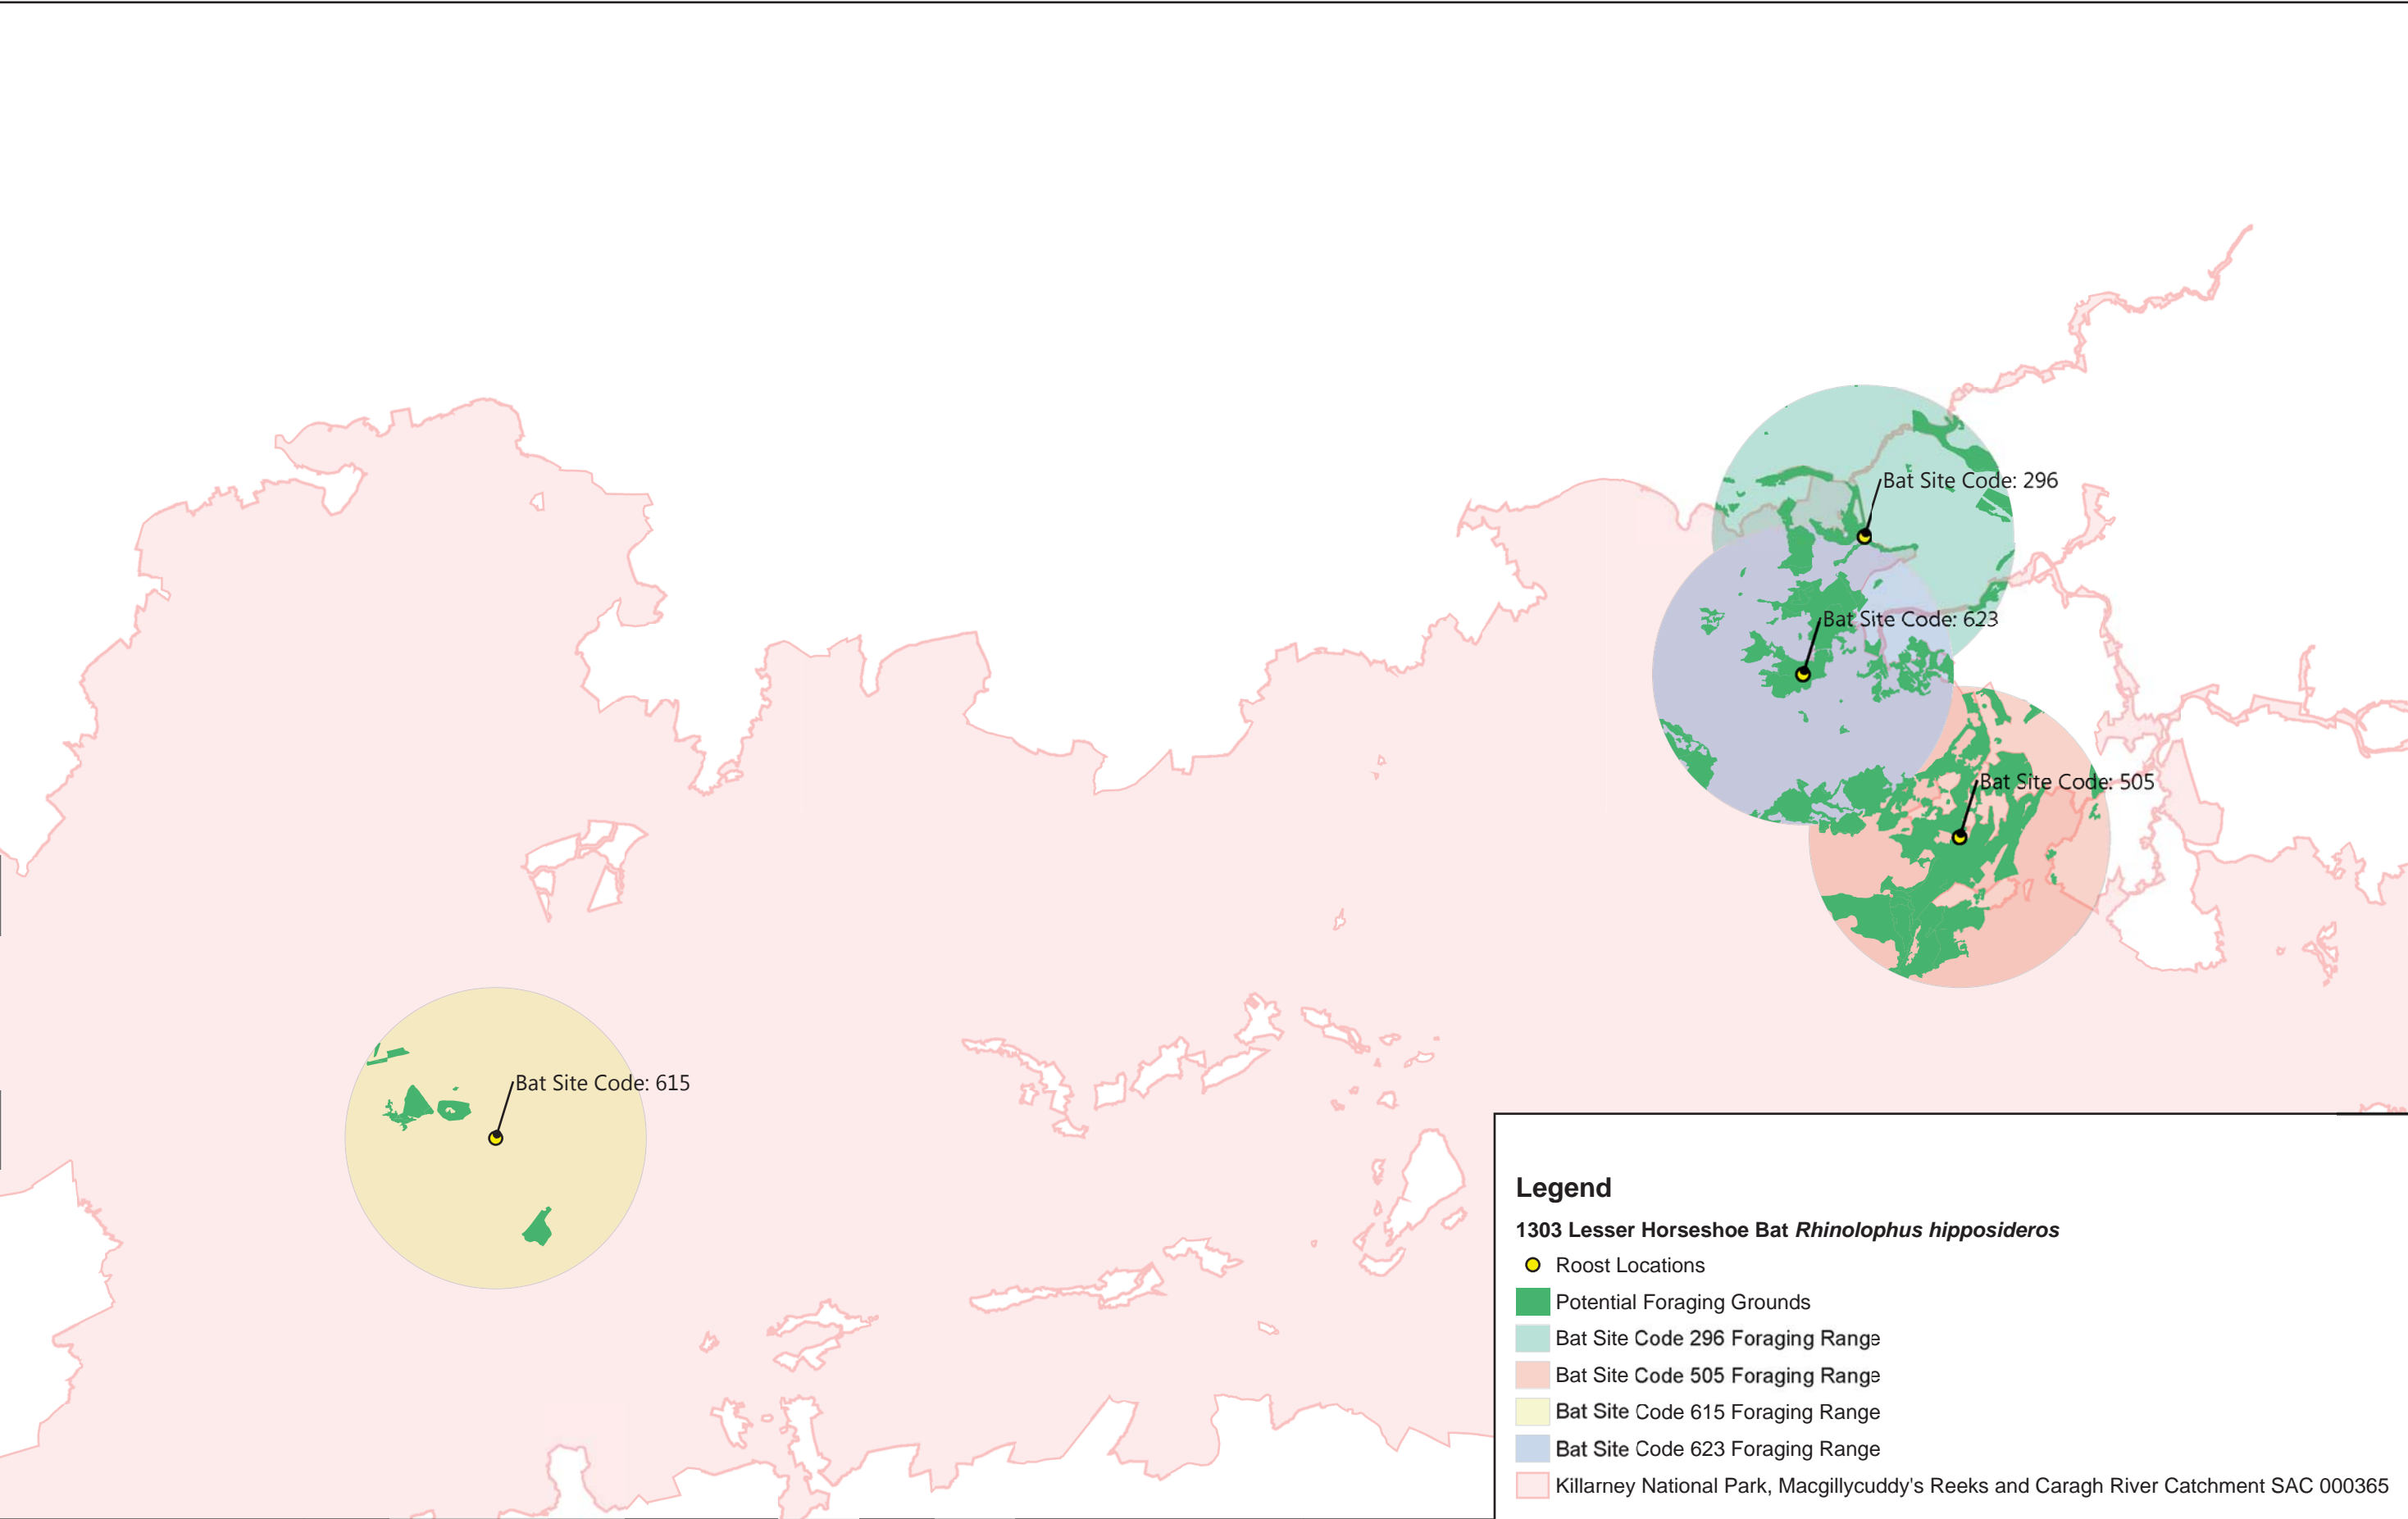 Bat Site Code: 296
Bat Site Code: 623
Bat Site Code: 505
Bat Site Code: 615
Legend
1303 Lesser Horseshoe Bat Rhinolophus hipposideros
Roost Locations
Potential Foraging Grounds
Bat Site Code 296 Foraging Range
Bat Site Code 505 Foraging Range
Bat Site Code 615 Foraging Range
Bat Site Code 623 Foraging Range
Killarney National Park, Macgillycuddy's Reeks and Caragh River Catchment SAC 000365